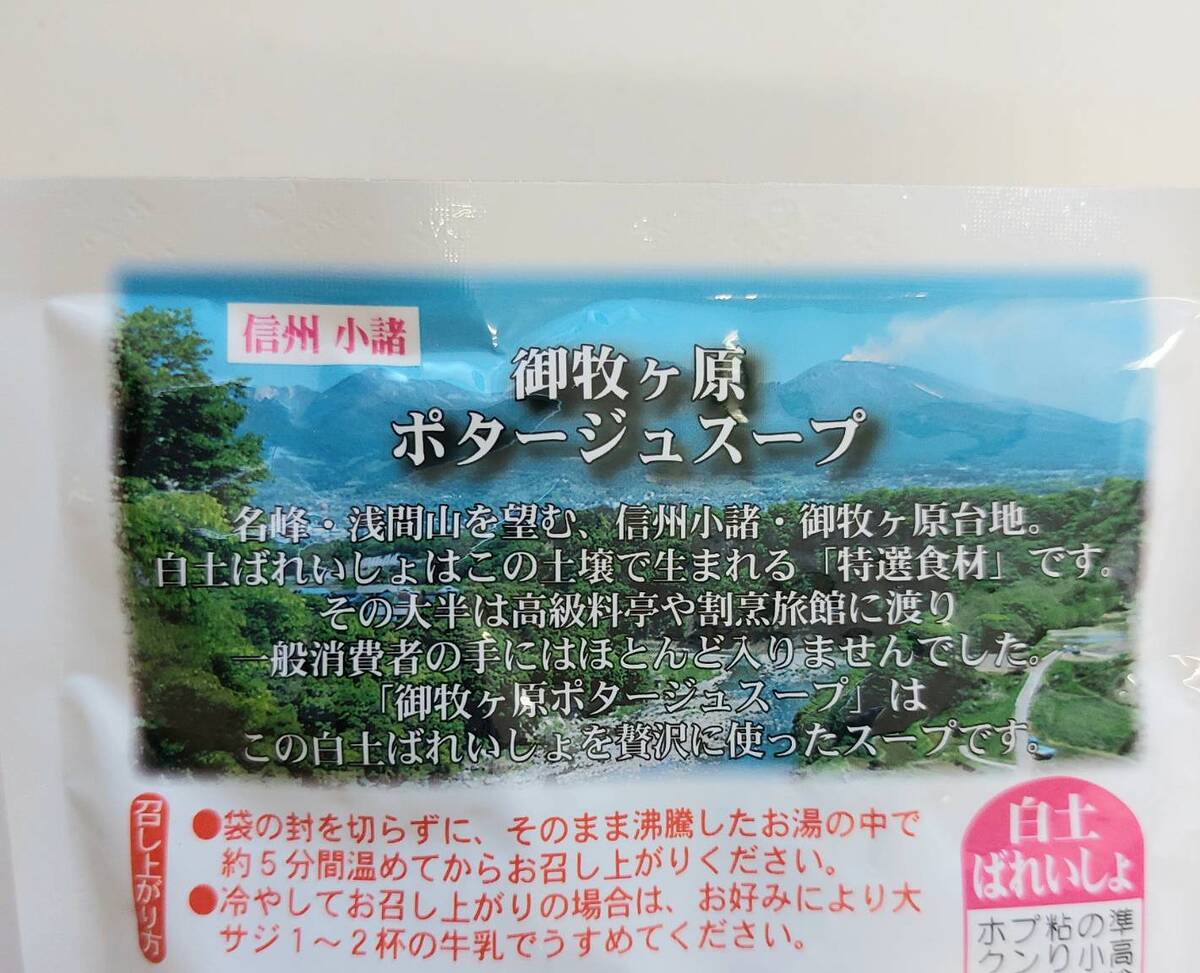 信州 小諸
御牧ヶ原
ポタージュスープ
名峰・浅間山を望む、信州小諸・御牧ヶ原台地。
白土ばれいしょはこの土壌で生まれる「特選食材」です。
その大半は高級料亭や割烹旅館に渡り
一般消費者の手にはほとんど入りませんでした。
「御牧ヶ原ポタージュスープ」は
この白土ばれいしょを贅沢に使ったスープです。
召し上がり方
●袋の封を切らずに、そのまま沸騰したお湯の中で
約5分間温めてからお召し上がりください。
●冷やしてお召し上がりの場合は、お好みにより大
サジ1〜2杯の牛乳でうすめてください。
白土
ばれいしょ
準高
の小
粘り
プン
ホク